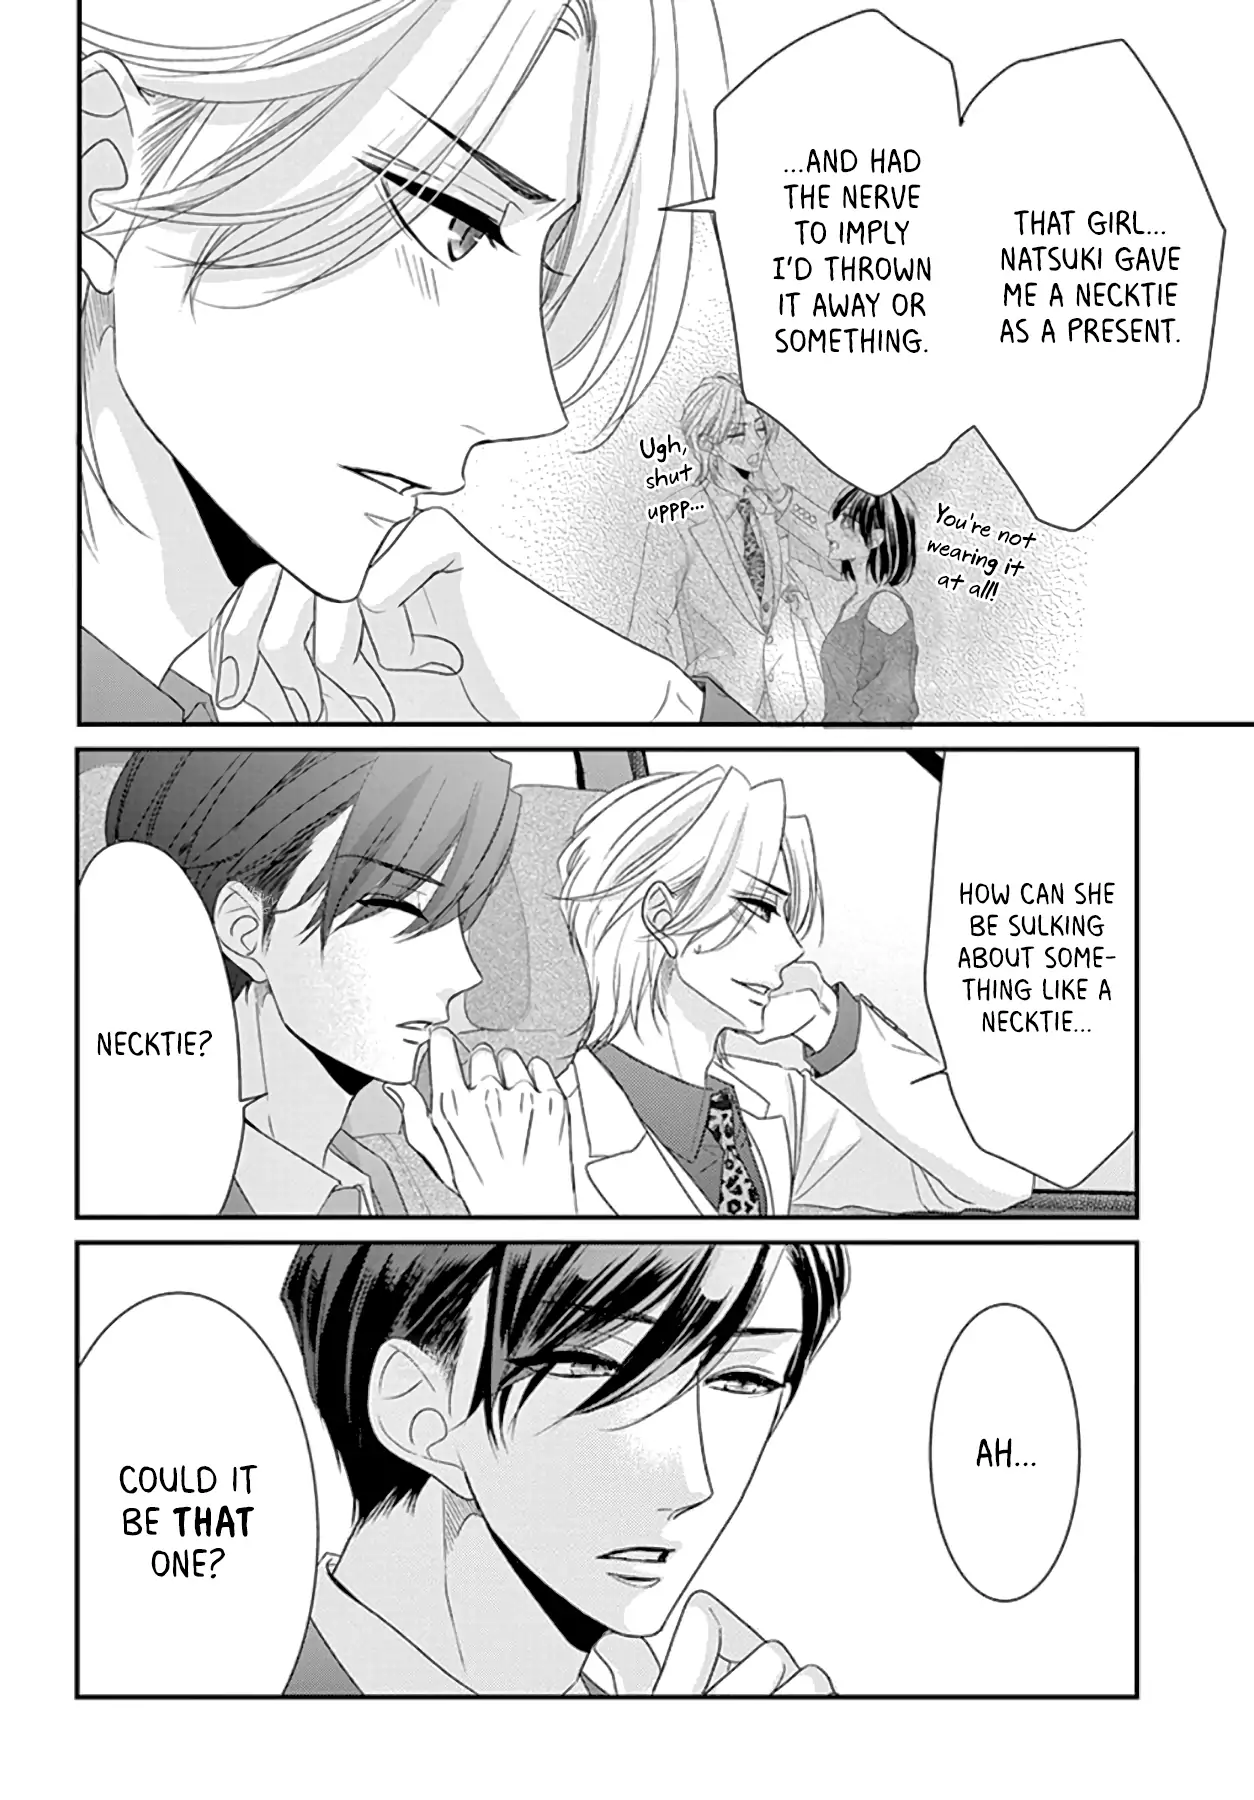 THAT GIRL...
NATSUKI GAVE
ME A NECKTIE
AS A PRESENT.
...AND HAD
THE NERVE
TO IMPLY
I'D THROWN
IT AWAY OR
SOMETHING.
You're not
wearing it
at all!
Ugh,
shut
uppp...
HOW CAN SHE
BE SULKING
ABOUT SOME-
THING LIKE A
NECKTIE...
NECKTIE?
AH...
COULD IT
BE THAT
ONE?